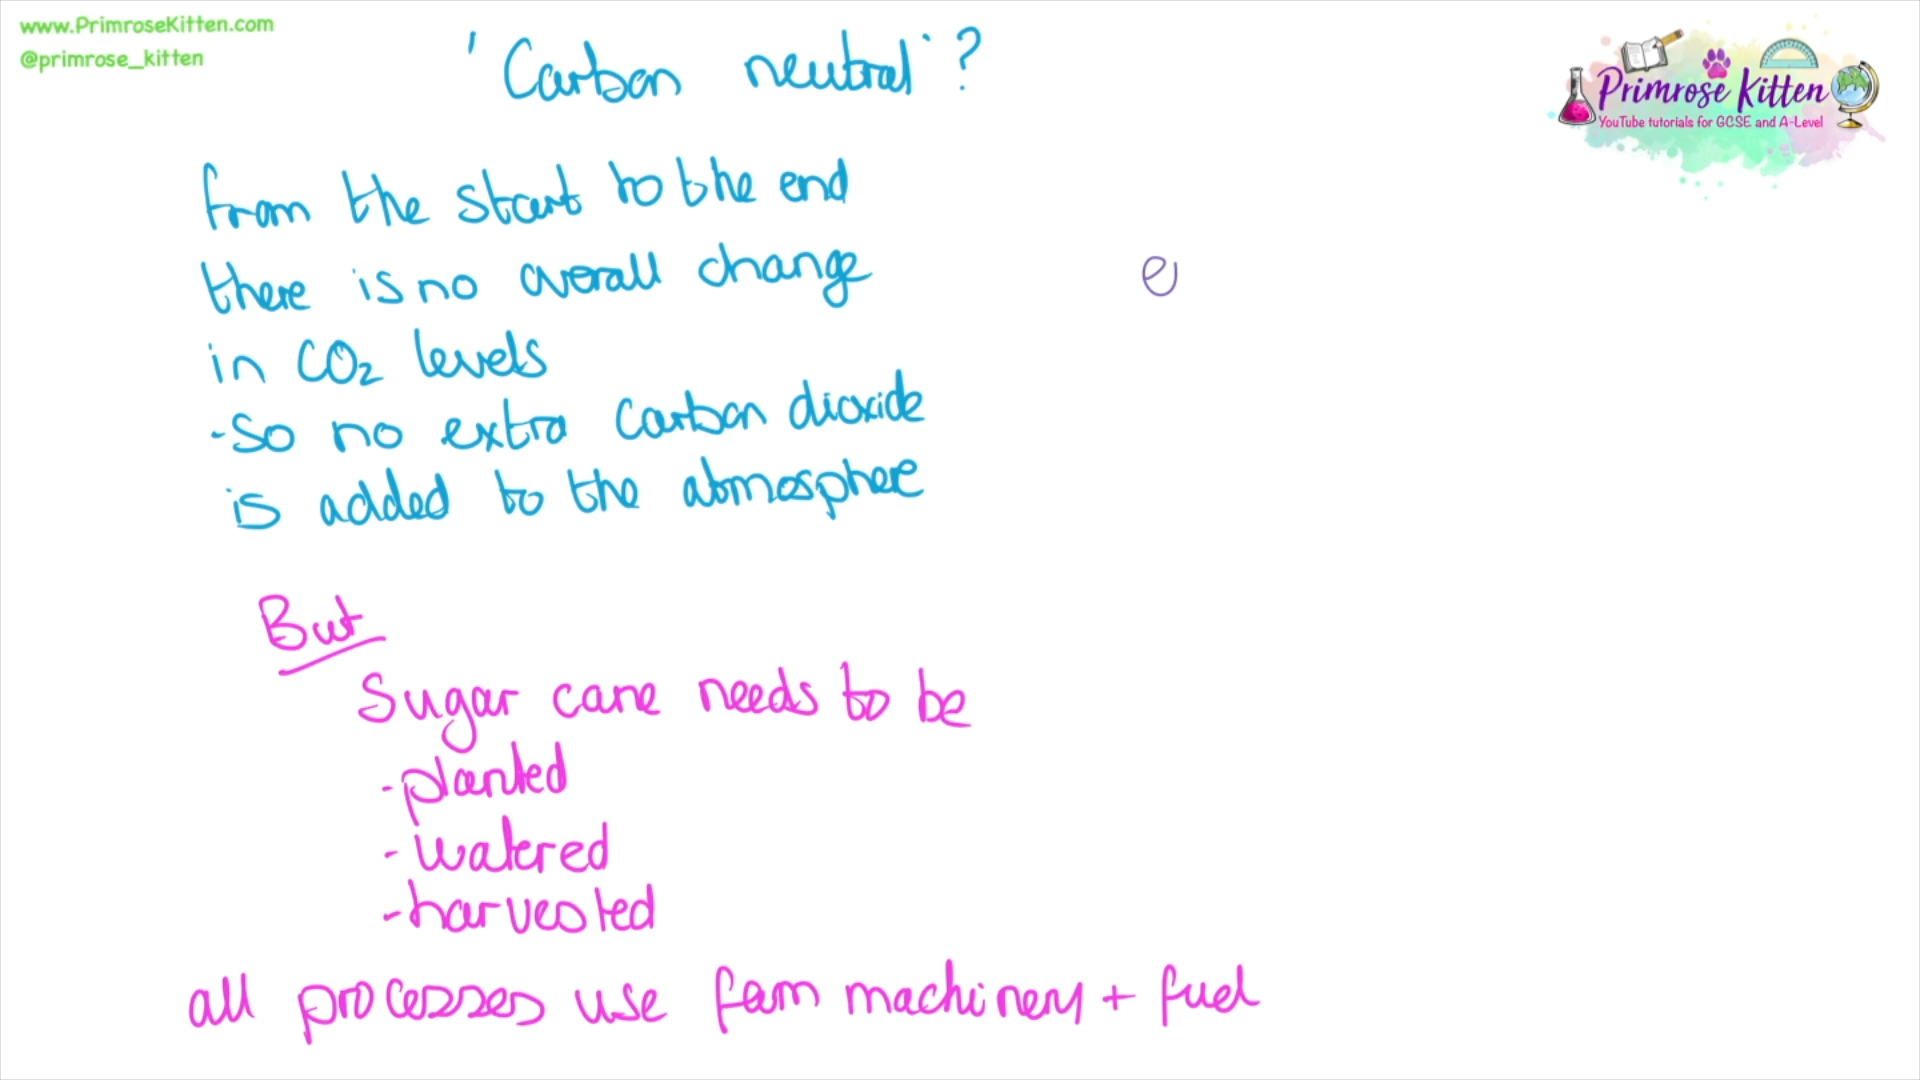 www.PrimroseKitten.com
@primrose_kitten
'Carbon neutral'?
Primrose Kitten
YouTube tutorials for GCSE and A-Level
from the start to the end
there is no overall change
in CO₂ levels
-so no extra carbon dioxide
is added to the atmosphere
e
But
Sugar cane needs to be
-planted
-watered
-harvested
all processes use farm machinery + fuel